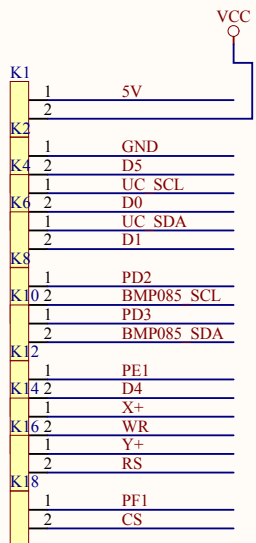 VCC
K1
1 5V
2
K2
1 GND
K4 2 D5
1 UC_SCL
K6 2 D0
1 UC_SDA
2 D1
K8
1 PD2
K10 2 BMP085_SCL
1 PD3
2 BMP085_SDA
K12
1 PE1
K14 2 D4
1 X+
K16 2 WR
1 Y+
2 RS
K18
1 PF1
2 CS